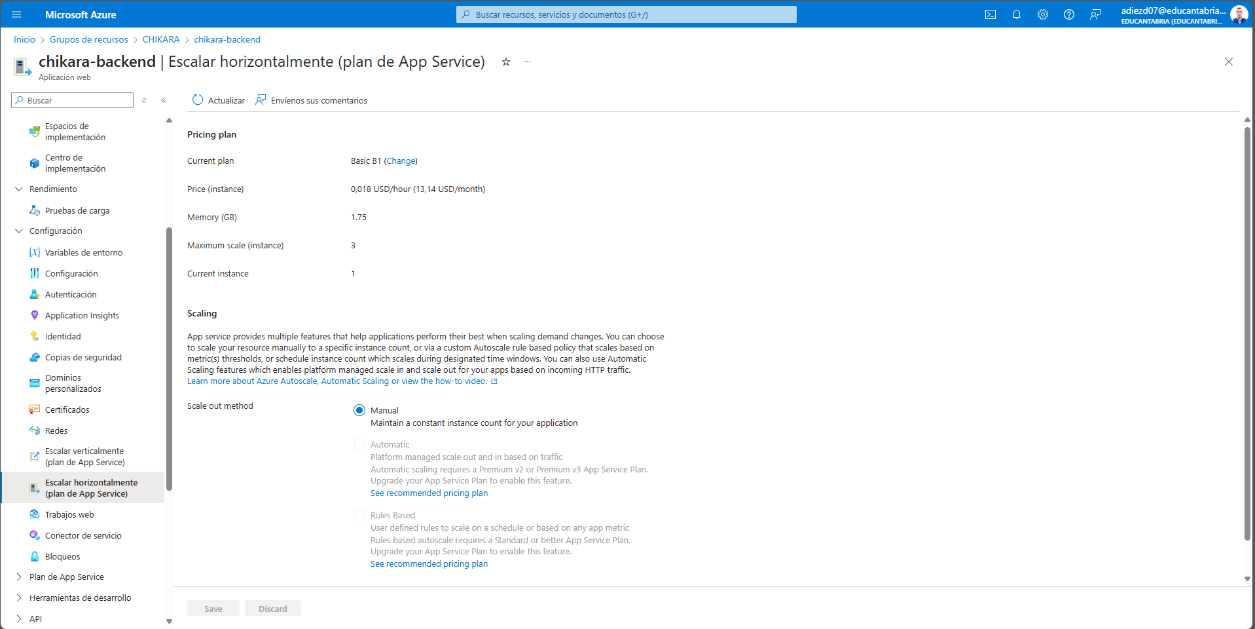 Microsoft Azure
Buscar recursos, servicios y documentos (G+/)
adiezd07@educantabria...
EDUCANTABRIA (EDUCANTABRI...
Inicio > Grupos de recursos > CHIKARA > chikara-backend
chikara-backend | Escalar horizontalmente (plan de App Service)
Aplicación web
Buscar
Actualizar
Envíenos sus comentarios
Espacios de
implementación
Centro de
implementación
Rendimiento
Pruebas de carga
Configuración
Variables de entorno
Configuración
Autenticación
Application Insights
Identidad
Copias de seguridad
Dominios
personalizados
Certificados
Redes
Escalar verticalmente
(plan de App Service)
Escalar horizontalmente
(plan de App Service)
Trabajos web
Conector de servicio
Bloqueos
Plan de App Service
Herramientas de desarrollo
API
Pricing plan
Current plan
Basic B1 (Change)
Price (instance)
0,018 USD/hour (13,14 USD/month)
Memory (GB)
1.75
Maximum scale (instance)
3
Current instance
1
Scaling
App service provides multiple features that help applications perform their best when scaling demand changes. You can choose
to scale your resource manually to a specific instance count, or via a custom Autoscale rule based policy that scales based on
metric(s) thresholds, or schedule instance count which scales during designated time windows. You can also use Automatic
Scaling features which enables platform managed scale in and scale out for your apps based on incoming HTTP traffic.
Learn more about Azure Autoscale, Automatic Scaling or view the how-to video.
Scale out method
Manual
Maintain a constant instance count for your application
Automatic
Platform managed scale out and in based on traffic
Automatic scaling requires a Premium v2 or Premium v3 App Service Plan.
Upgrade your App Service Plan to enable this feature.
See recommended pricing plan
Rules Based
User defined rules to scale on a schedule or based on any app metric
Rules based autoscale requires a Standard or better App Service Plan.
Upgrade your App Service Plan to enable this feature.
See recommended pricing plan
Save
Discard